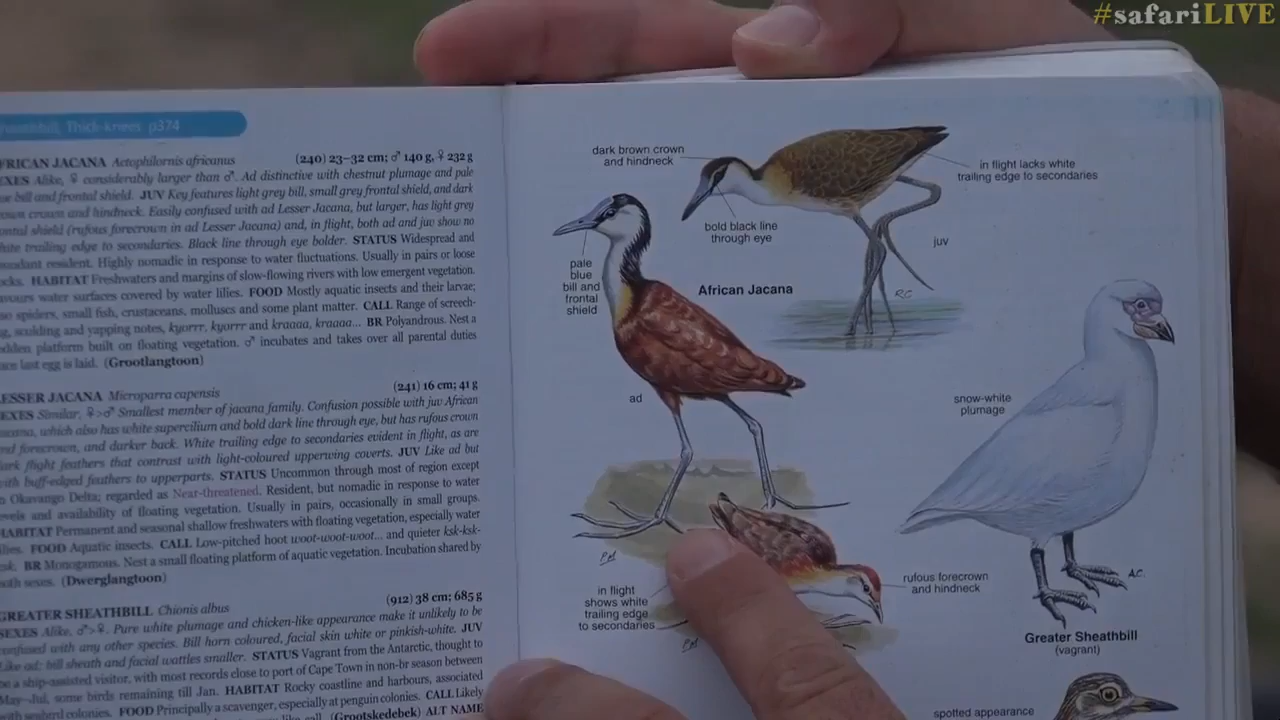 #safariLIVE
Thick-knees p374
AFRICAN JACANA Actophilornis africanus (240) 23–32 cm; ♂ 140 g, ♀ 232 g
SEXES Alike, ♀ considerably larger than ♂. Ad distinctive with chestnut plumage and pale
blue bill and frontal shield. JUV Key features light grey bill, small grey frontal shield, and dark
brown crown and hindneck. Easily confused with ad Lesser Jacana, but larger, has light grey
frontal shield (rufous forecrown in ad Lesser Jacana) and, in flight, both ad and juv show no
white trailing edge to secondaries. Black line through eye bolder. STATUS Widespread and
abundant resident. Highly nomadic in response to water fluctuations. Usually in pairs or loose
flocks. HABITAT Freshwaters and margins of slow-flowing rivers with low emergent vegetation.
Favours water surfaces covered by water lilies. FOOD Mostly aquatic insects and their larvae;
also spiders, small fish, crustaceans, molluscs and some plant matter. CALL Range of screech-
ing, scolding and yapping notes, kyorrr, kyorrr and kraaaa, kraaaa... BR Polyandrous. Nest a
sodden platform built on floating vegetation. ♂ incubates and takes over all parental duties
once last egg is laid. (Grootlangtoon)
LESSER JACANA Microparra capensis (241) 16 cm; 41 g
SEXES Similar, ♀>♂ Smallest member of jacana family. Confusion possible with juv African
Jacana, which also has white supercilium and bold dark line through eye, but has rufous crown
and forecrown, and darker back. White trailing edge to secondaries evident in flight, as are
dark flight feathers that contrast with light-coloured upperwing coverts. JUV Like ad but
with buff-edged feathers to upperparts. STATUS Uncommon through most of region except
in Okavango Delta; regarded as Near-threatened. Resident, but nomadic in response to water
levels and availability of floating vegetation. Usually in pairs, occasionally in small groups.
HABITAT Permanent and seasonal shallow freshwaters with floating vegetation, especially water
lilies. FOOD Aquatic insects. CALL Low-pitched hoot woot-woot-woot... and quieter ksk-ksk-
ksk. BR Monogamous. Nest a small floating platform of aquatic vegetation. Incubation shared by
both sexes. (Dwerglangtoon)
GREATER SHEATHBILL Chionis albus (912) 38 cm; 685 g
SEXES Alike, ♂>♀. Pure white plumage and chicken-like appearance make it unlikely to be
confused with any other species. Bill horn coloured, facial skin white or pinkish-white. JUV
Like ad: bill sheath and facial wattles smaller. STATUS Vagrant from the Antarctic, thought to
be a ship-assisted visitor, with most records close to port of Cape Town in non-br season between
May–Jul, some birds remaining till Jan. HABITAT Rocky coastline and harbours, associated
with seabird colonies. FOOD Principally a scavenger, especially at penguin colonies. CALL Likely
call. (Grootskedebek) ALT NAME
dark brown crown
and hindneck
in flight lacks white
trailing edge to secondaries
bold black line
through eye
juv
pale
blue
bill and
frontal
shield
African Jacana
R.C
ad
snow-white
plumage
in flight
shows white
trailing edge
to secondaries
rufous forecrown
and hindneck
A.C.
Greater Sheathbill
(vagrant)
spotted appearance